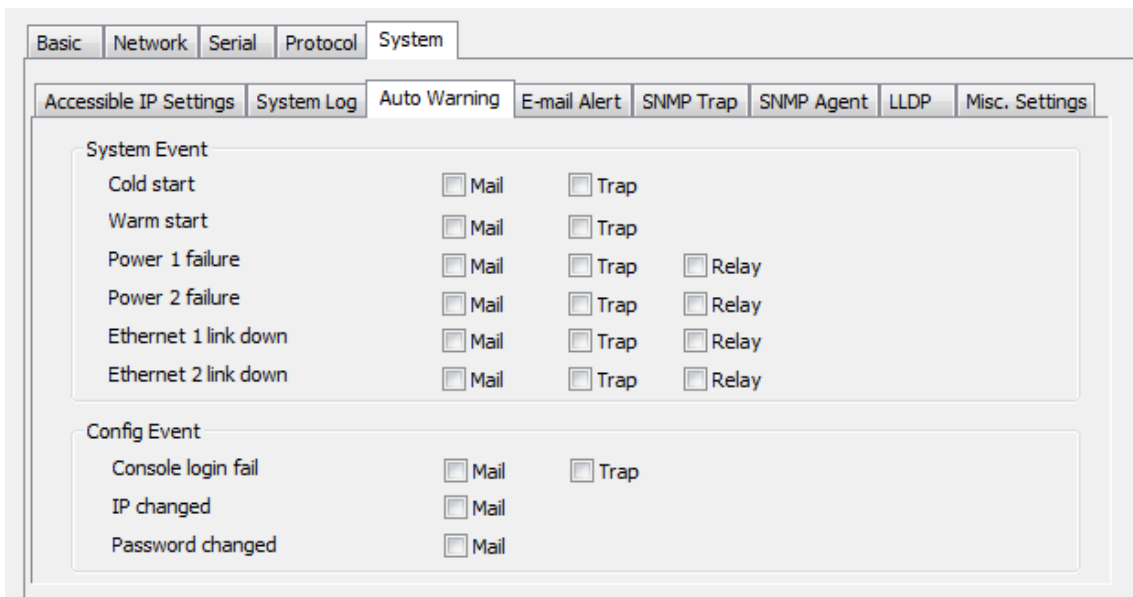 Basic Network Serial Protocol System
Accessible IP Settings System Log Auto Warning E-mail Alert SNMP Trap SNMP Agent LLDP Misc. Settings
System Event
Cold start Mail Trap
Warm start Mail Trap
Power 1 failure Mail Trap Relay
Power 2 failure Mail Trap Relay
Ethernet 1 link down Mail Trap Relay
Ethernet 2 link down Mail Trap Relay
Config Event
Console login fail Mail Trap
IP changed Mail
Password changed Mail